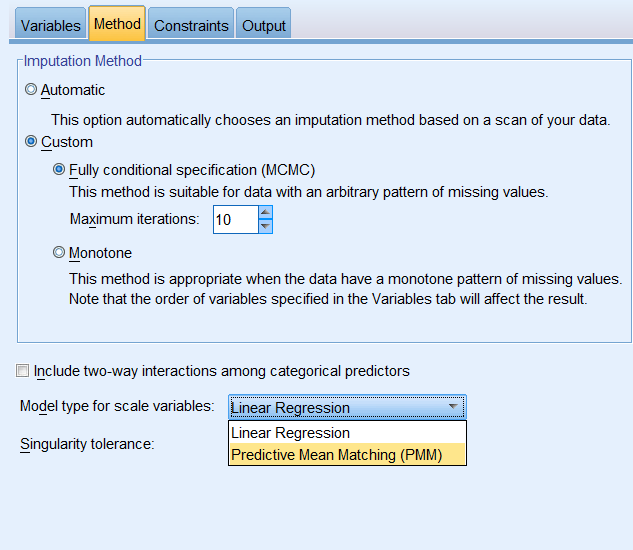 Variables Method Constraints Output
Imputation Method
Automatic
This option automatically chooses an imputation method based on a scan of your data.
Custom
Fully conditional specification (MCMC)
This method is suitable for data with an arbitrary pattern of missing values.
Maximum iterations: 10
Monotone
This method is appropriate when the data have a monotone pattern of missing values.
Note that the order of variables specified in the Variables tab will affect the result.
Include two-way interactions among categorical predictors
Model type for scale variables: Linear Regression
Linear Regression
Singularity tolerance: Predictive Mean Matching (PMM)